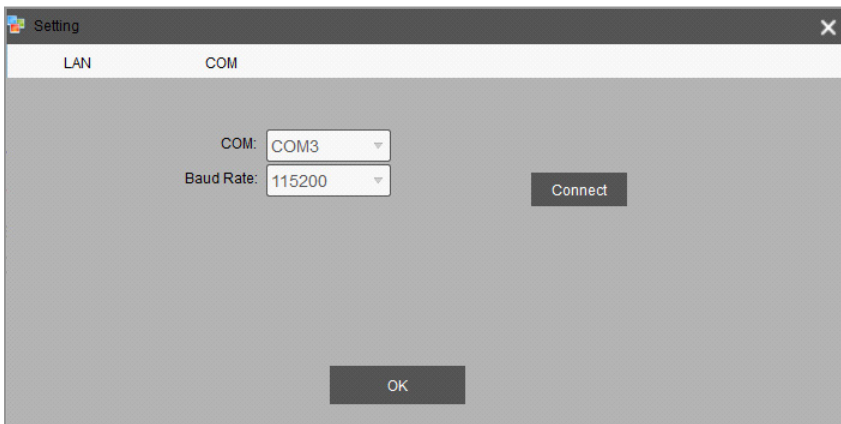 Setting
LAN COM
COM: COM3
Baud Rate: 115200
Connect
OK